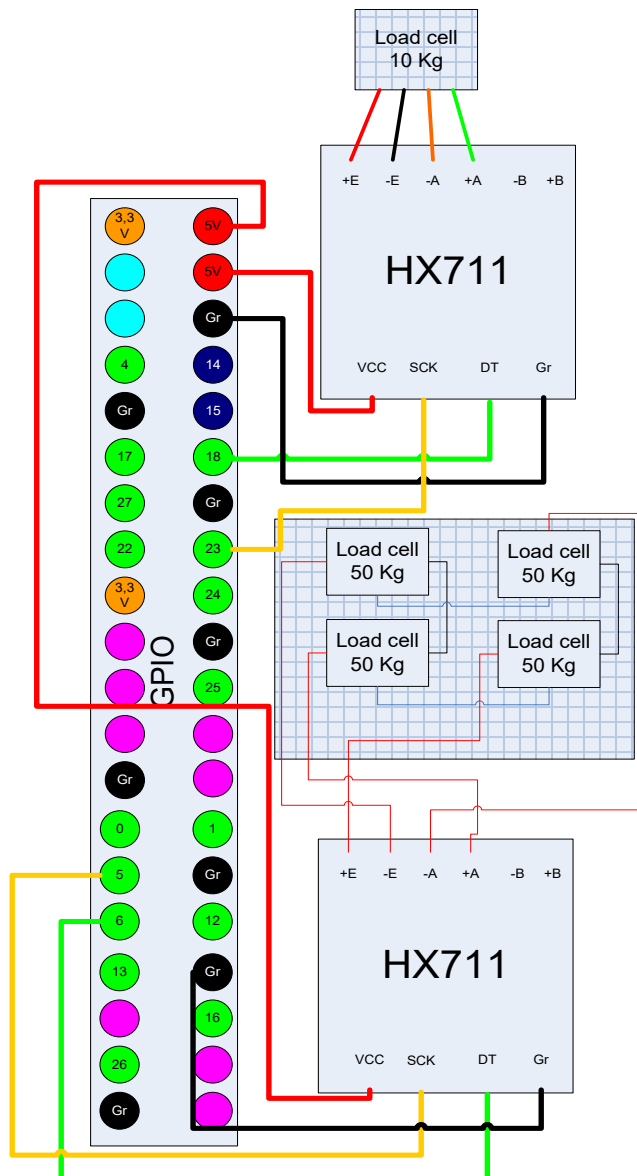 Load cell
10 Kg
+E -E -A +A -B +B
HX711
VCC SCK DT Gr
3,3
V
5V
5V
Gr
4 14
Gr 15
17 18
27 Gr
22 23
3,3
V
24
Gr
GPIO
25
Gr
0 1
5 Gr
6 12
13 Gr
16
26
Gr
Load cell
50 Kg
Load cell
50 Kg
Load cell
50 Kg
Load cell
50 Kg
+E -E -A +A -B +B
HX711
VCC SCK DT Gr